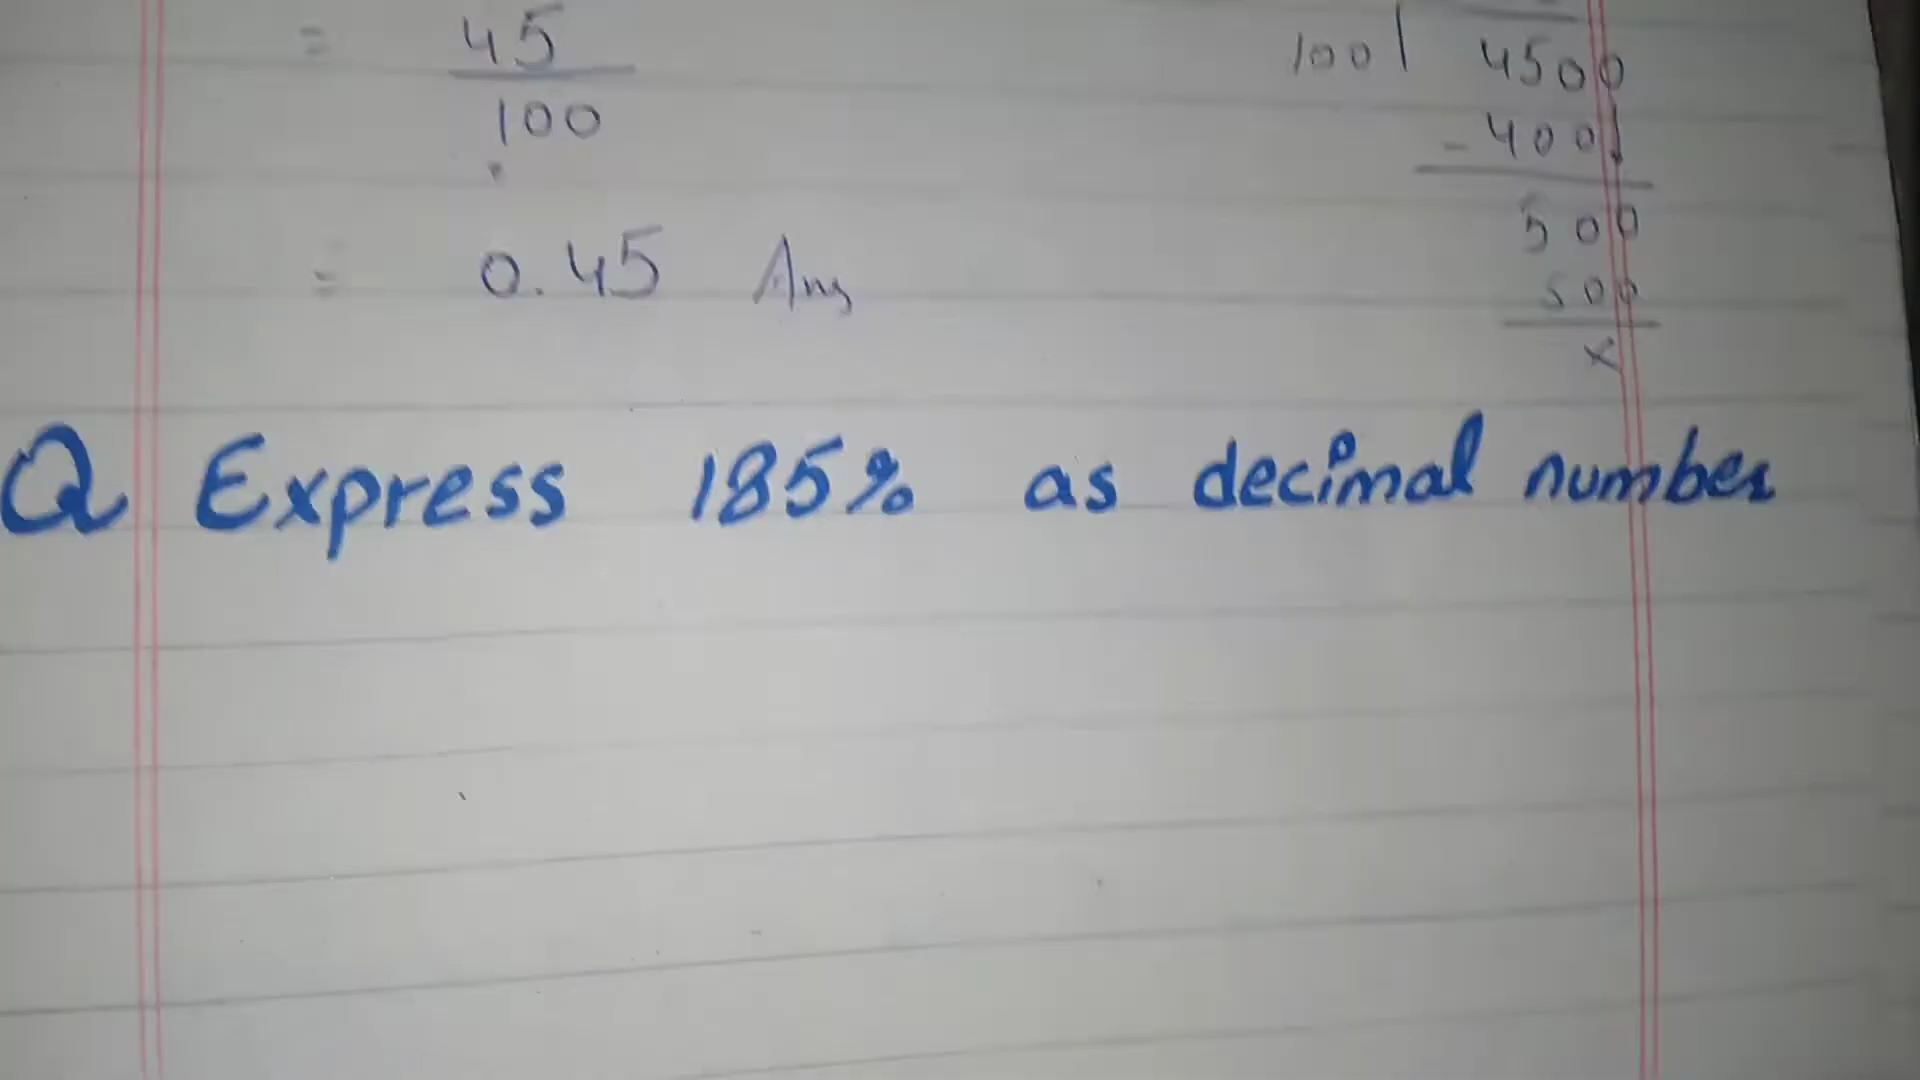 = 45
100
= 0.45 Ans
100 | 4500
- 400↓
500
500
x
Q Express 185% as decimal number